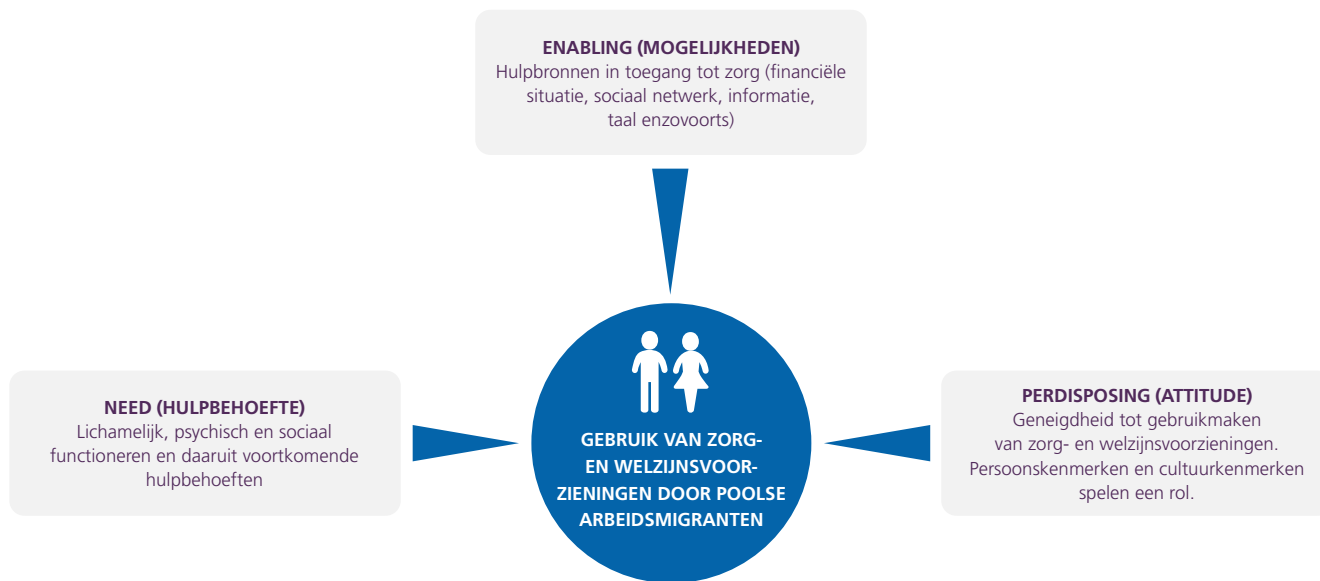 ENABLING (MOGELIJKHEDEN)
Hulpbronnen in toegang tot zorg (financiële
situatie, sociaal netwerk, informatie,
taal enzovoorts)
NEED (HULPBEHOEFTE)
Lichamelijk, psychisch en sociaal
functioneren en daaruit voortkomende
hulpbehoeften
GEBRUIK VAN ZORG-
EN WELZIJNSVOOR-
ZIENINGEN DOOR POOLSE
ARBEIDSMIGRANTEN
PERDISPOSING (ATTITUDE)
Geneigdheid tot gebruikmaken
van zorg- en welzijnsvoorzieningen.
Persoonskenmerken en cultuurkenmerken
spelen een rol.